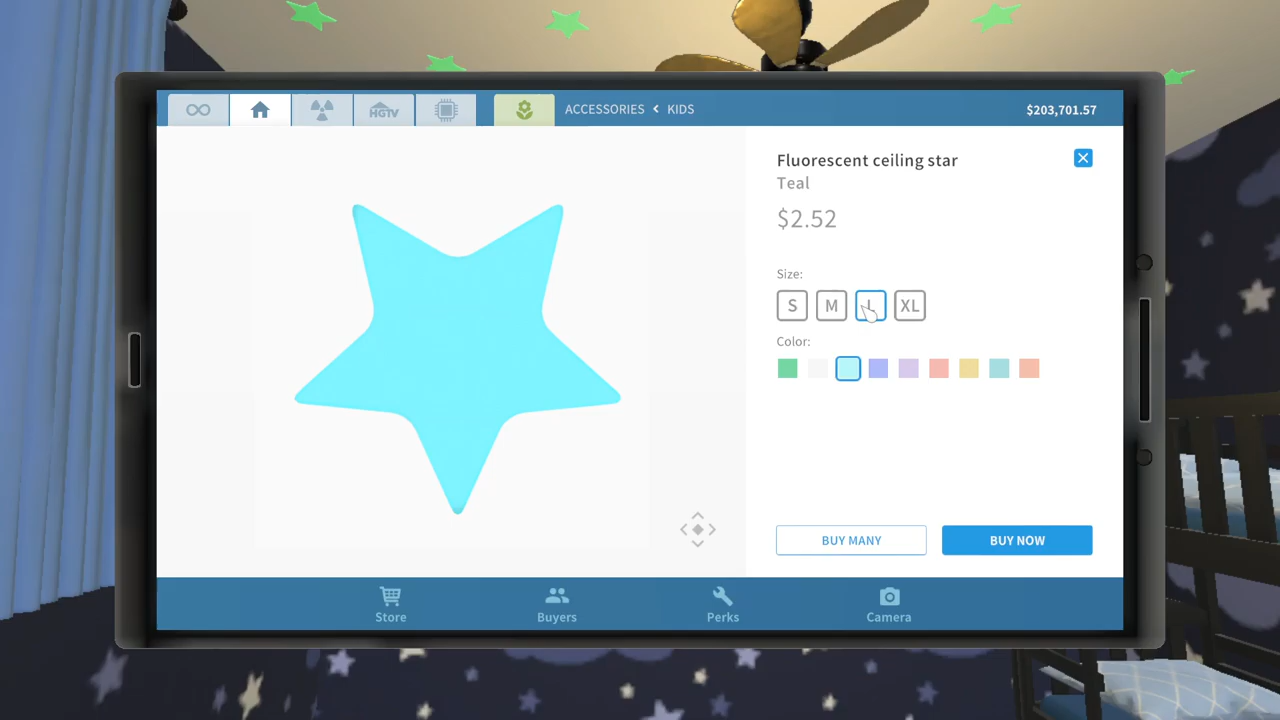 HGTV
ACCESSORIES < KIDS
$203,701.57
Fluorescent ceiling star
Teal
$2.52
Size:
S M L XL
Color:
BUY MANY
BUY NOW
Store
Buyers
Perks
Camera